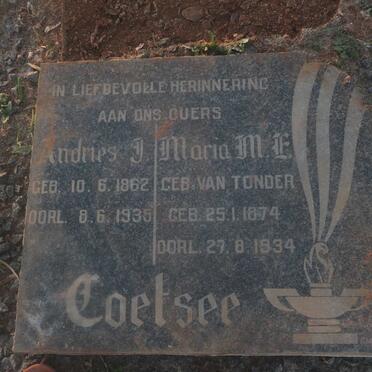 IN LIEFDEVOLLE HERINNERING
AAN ONS OUERS
Andries J.
GEB. 10. 6. 1862
OORL. 8. 6. 1935
Maria M. E.
GEB. VAN TONDER
GEB. 25. 1. 1874
OORL. 27. 8. 1934
Coetsee